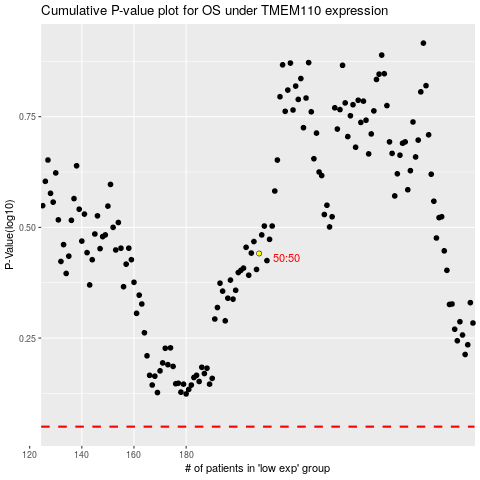 Cumulative P-value plot for OS under TMEM110 expression
P-Value(log10)
0.75
0.50
0.25
50:50
120 140 160 180
# of patients in 'low exp' group